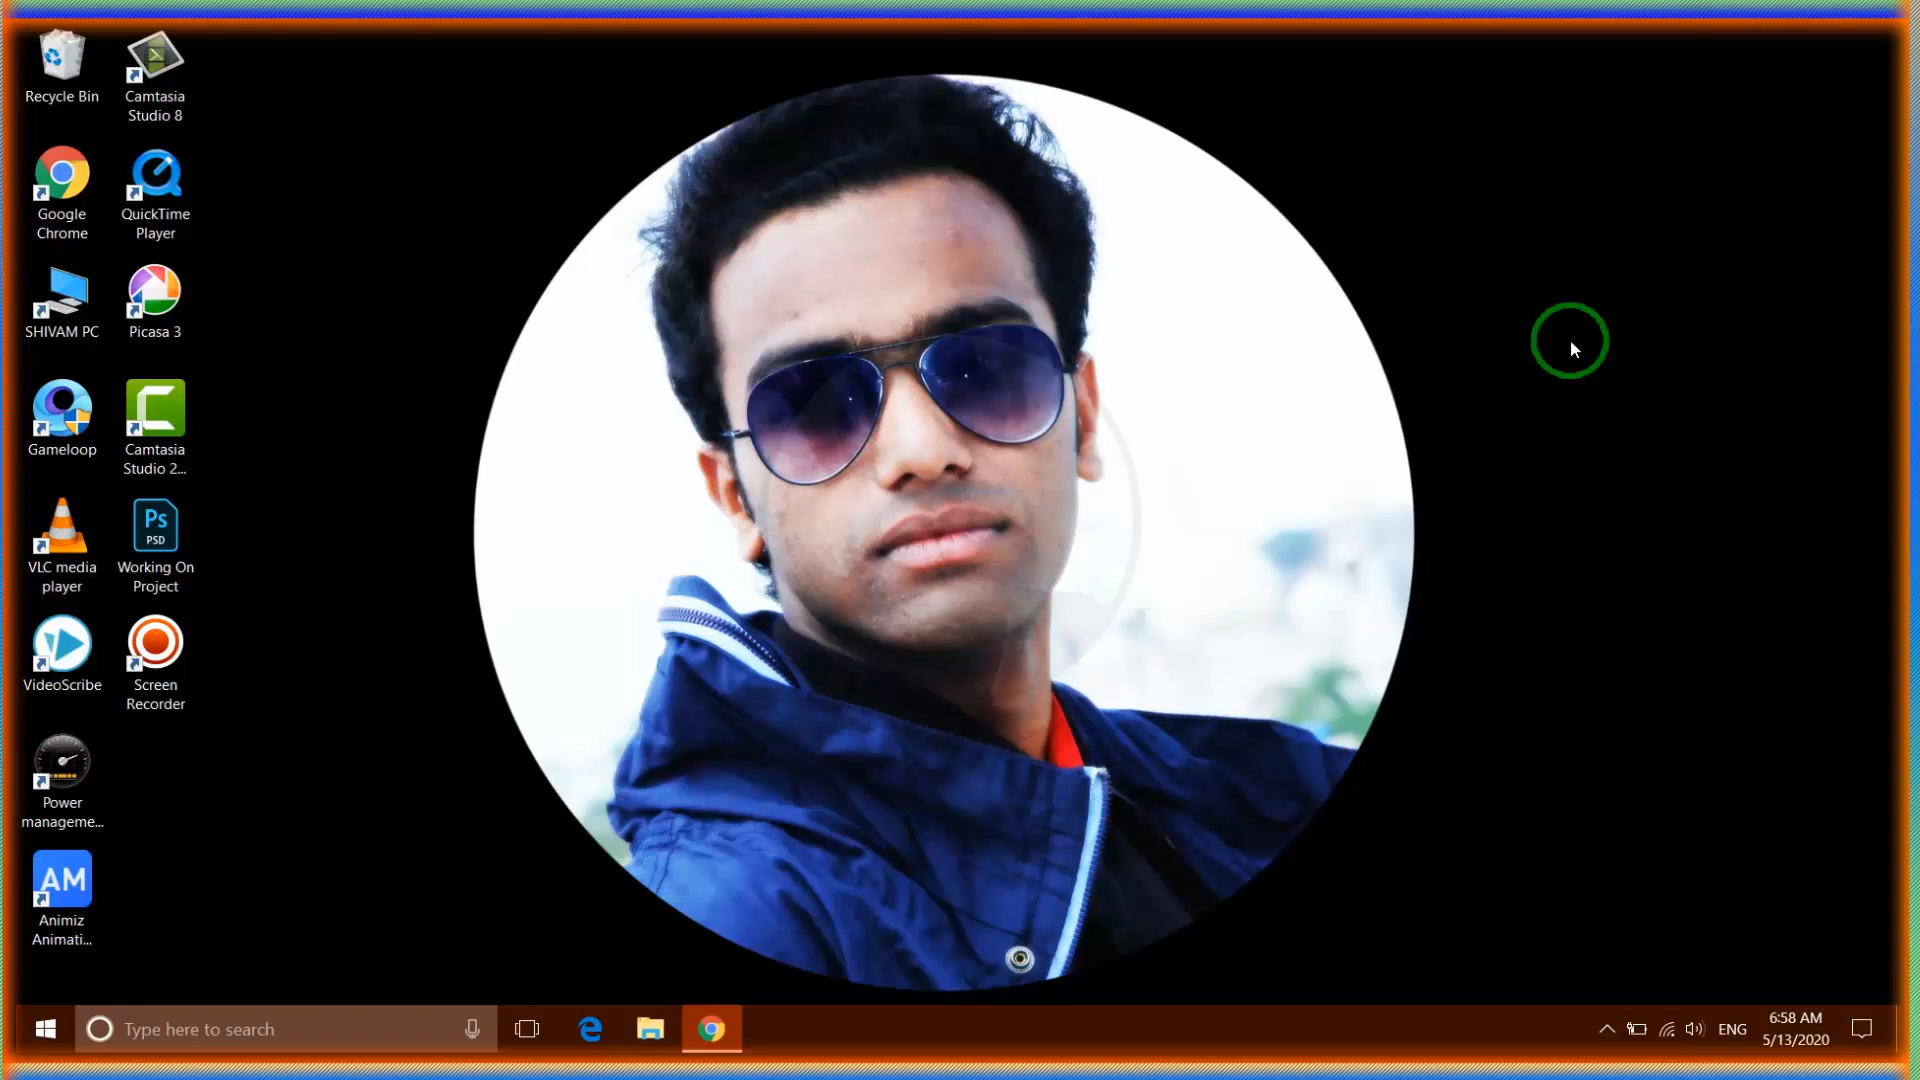 Recycle Bin
Camtasia
Studio 8
Google
Chrome
QuickTime
Player
SHIVAM PC
Picasa 3
Gameloop
Camtasia
Studio 2...
VLC media
player
Ps
PSD
Working On
Project
VideoScribe
Screen
Recorder
Power
manageme...
AM
Animiz
Animati...
Type here to search
ENG
6:58 AM
5/13/2020